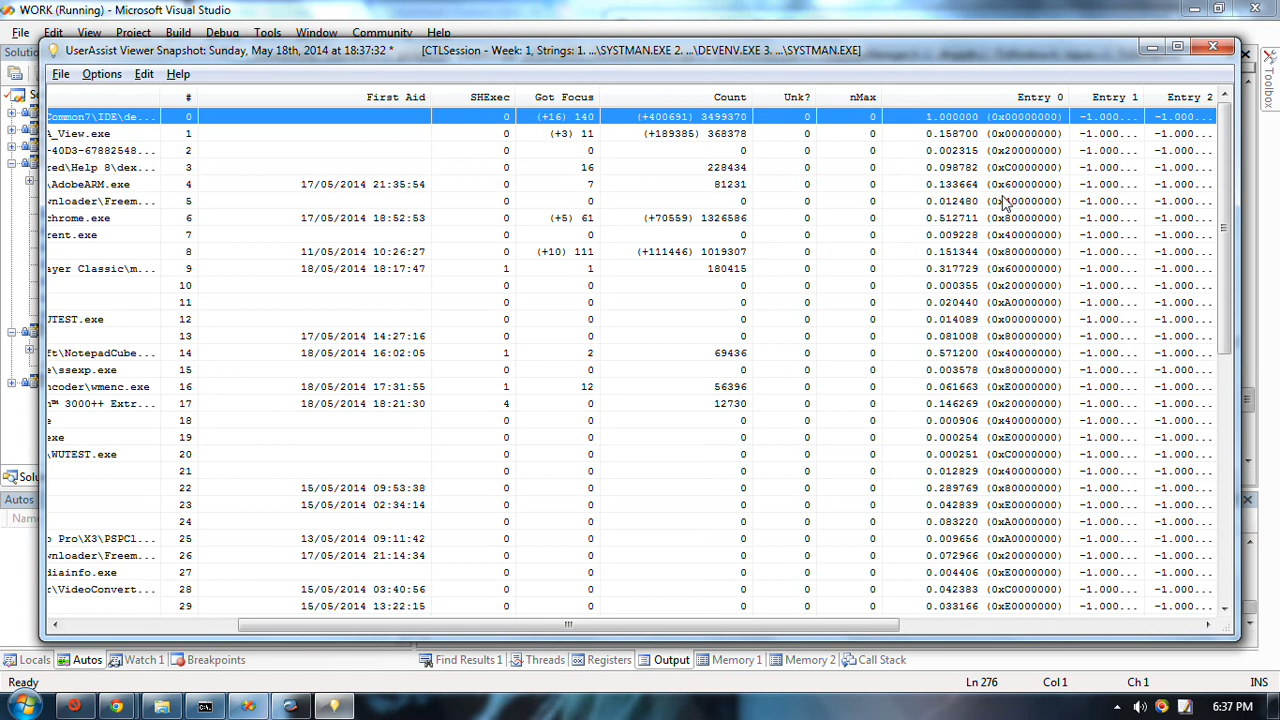 WORK (Running) - Microsoft Visual Studio
File Edit View Project Build Debug Tools Window Community Help
UserAssist Viewer Snapshot: Sunday, May 18th, 2014 at 18:37:32 * [CTLSession - Week: 1, Strings: 1. ...\SYSTMAN.EXE 2. ...\DEVENV.EXE 3. ...\SYSTMAN.EXE]
File Options Edit Help
# First Aid SHExec Got Focus Count Unk? nMax Entry 0 Entry 1 Entry 2
Common7\IDE\de... 0 0 (+16) 140 (+400691) 3499370 0 0 1.000000 (0x00000000) -1.000... -1.000...
A_View.exe 1 0 (+3) 11 (+189385) 368378 0 0 0.158700 (0x00000000) -1.000... -1.000...
-40D3-67882548... 2 0 0 0 0 0 0.002315 (0x20000000) -1.000... -1.000...
ced\Help 8\dex... 3 0 16 228434 0 0 0.098782 (0xC0000000) -1.000... -1.000...
\AdobeARM.exe 4 17/05/2014 21:35:54 0 7 81231 0 0 0.133664 (0x60000000) -1.000... -1.000...
wnloader\Freem... 5 0 0 0 0 0 0.012480 -1.000... -1.000...
chrome.exe 6 17/05/2014 18:52:53 0 (+5) 61 (+70559) 1326586 0 0 0.512711 (0x80000000) -1.000... -1.000...
rent.exe 7 0 0 0 0 0 0.009228 (0x40000000) -1.000... -1.000...
8 11/05/2014 10:26:27 0 (+10) 111 (+111446) 1019307 0 0 0.151344 (0x80000000) -1.000... -1.000...
ayer Classic\m... 9 18/05/2014 18:17:47 1 1 180415 0 0 0.317729 (0x60000000) -1.000... -1.000...
10 0 0 0 0 0 0.000355 (0x20000000) -1.000... -1.000...
11 0 0 0 0 0 0.020440 (0xA0000000) -1.000... -1.000...
UTEST.exe 12 0 0 0 0 0 0.014089 (0x00000000) -1.000... -1.000...
13 17/05/2014 14:27:16 0 0 0 0 0 0.081008 (0x80000000) -1.000... -1.000...
ft\NotepadCube... 14 18/05/2014 16:02:05 1 2 69436 0 0 0.571200 (0x40000000) -1.000... -1.000...
e\ssexp.exe 15 0 0 0 0 0 0.003578 (0x80000000) -1.000... -1.000...
ncoder\wmenc.exe 16 18/05/2014 17:31:55 1 12 56396 0 0 0.061663 (0xE0000000) -1.000... -1.000...
m™ 3000++ Extr... 17 18/05/2014 18:21:30 4 0 12730 0 0 0.146269 (0x20000000) -1.000... -1.000...
e 18 0 0 0 0 0 0.000906 (0x40000000) -1.000... -1.000...
exe 19 0 0 0 0 0 0.000254 (0xE0000000) -1.000... -1.000...
\WUTEST.exe 20 0 0 0 0 0 0.000251 (0xC0000000) -1.000... -1.000...
21 0 0 0 0 0 0.012829 (0x40000000) -1.000... -1.000...
22 15/05/2014 09:53:38 0 0 0 0 0 0.289769 (0x80000000) -1.000... -1.000...
23 15/05/2014 02:34:14 0 0 0 0 0 0.042839 (0xE0000000) -1.000... -1.000...
24 0 0 0 0 0 0.083220 (0xA0000000) -1.000... -1.000...
o Pro\X3\PSPCl... 25 13/05/2014 09:11:42 0 0 0 0 0 0.009656 (0xA0000000) -1.000... -1.000...
wnloader\Freem... 26 17/05/2014 21:14:34 0 0 0 0 0 0.072966 (0x20000000) -1.000... -1.000...
diainfo.exe 27 0 0 0 0 0 0.004406 (0xE0000000) -1.000... -1.000...
r\VideoConvert... 28 15/05/2014 03:40:56 0 0 0 0 0 0.042383 (0xC0000000) -1.000... -1.000...
29 15/05/2014 13:22:15 0 0 0 0 0 0.033166 (0xE0000000) -1.000... -1.000...
Toolbox
Autos
Locals Autos Watch 1 Breakpoints Find Results 1 Threads Registers Output Memory 1 Memory 2 Call Stack
Ready Ln 276 Col 1 Ch 1 INS
6:37 PM